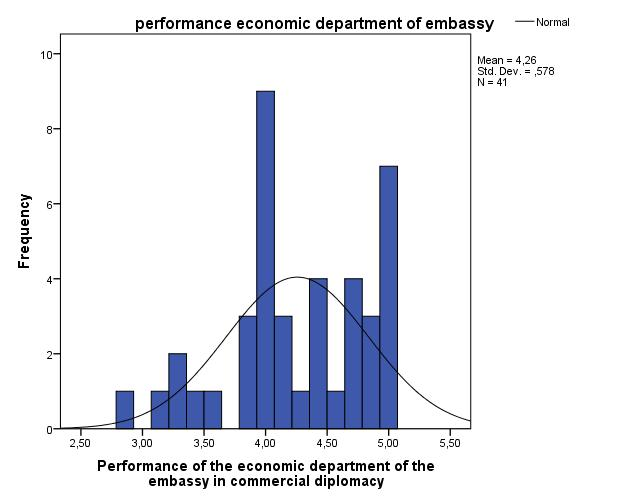 performance economic department of embassy
Normal
Mean = 4,26
Std. Dev. = ,578
N = 41
Frequency
10
8
6
4
2
0
2,50 3,00 3,50 4,00 4,50 5,00 5,50
Performance of the economic department of the
embassy in commercial diplomacy